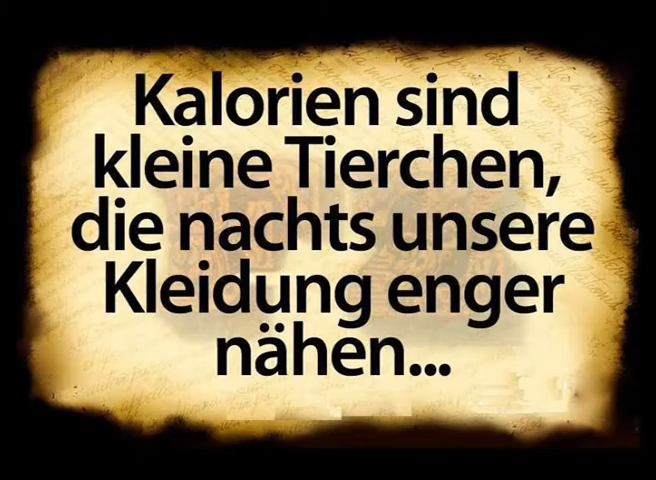 Kalorien sind
kleine Tierchen,
die nachts unsere
Kleidung enger
nähen...